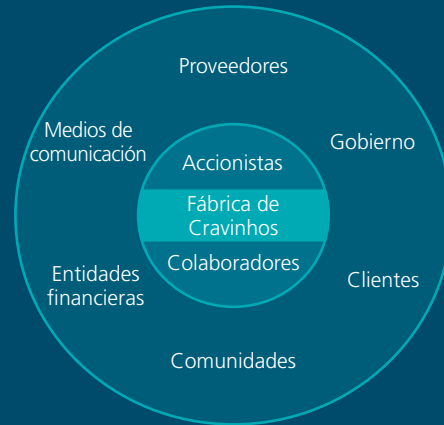 Proveedores
Medios de
comunicación
Gobierno
Accionistas
Fábrica de
Cravinhos
Colaboradores
Entidades
financieras
Clientes
Comunidades